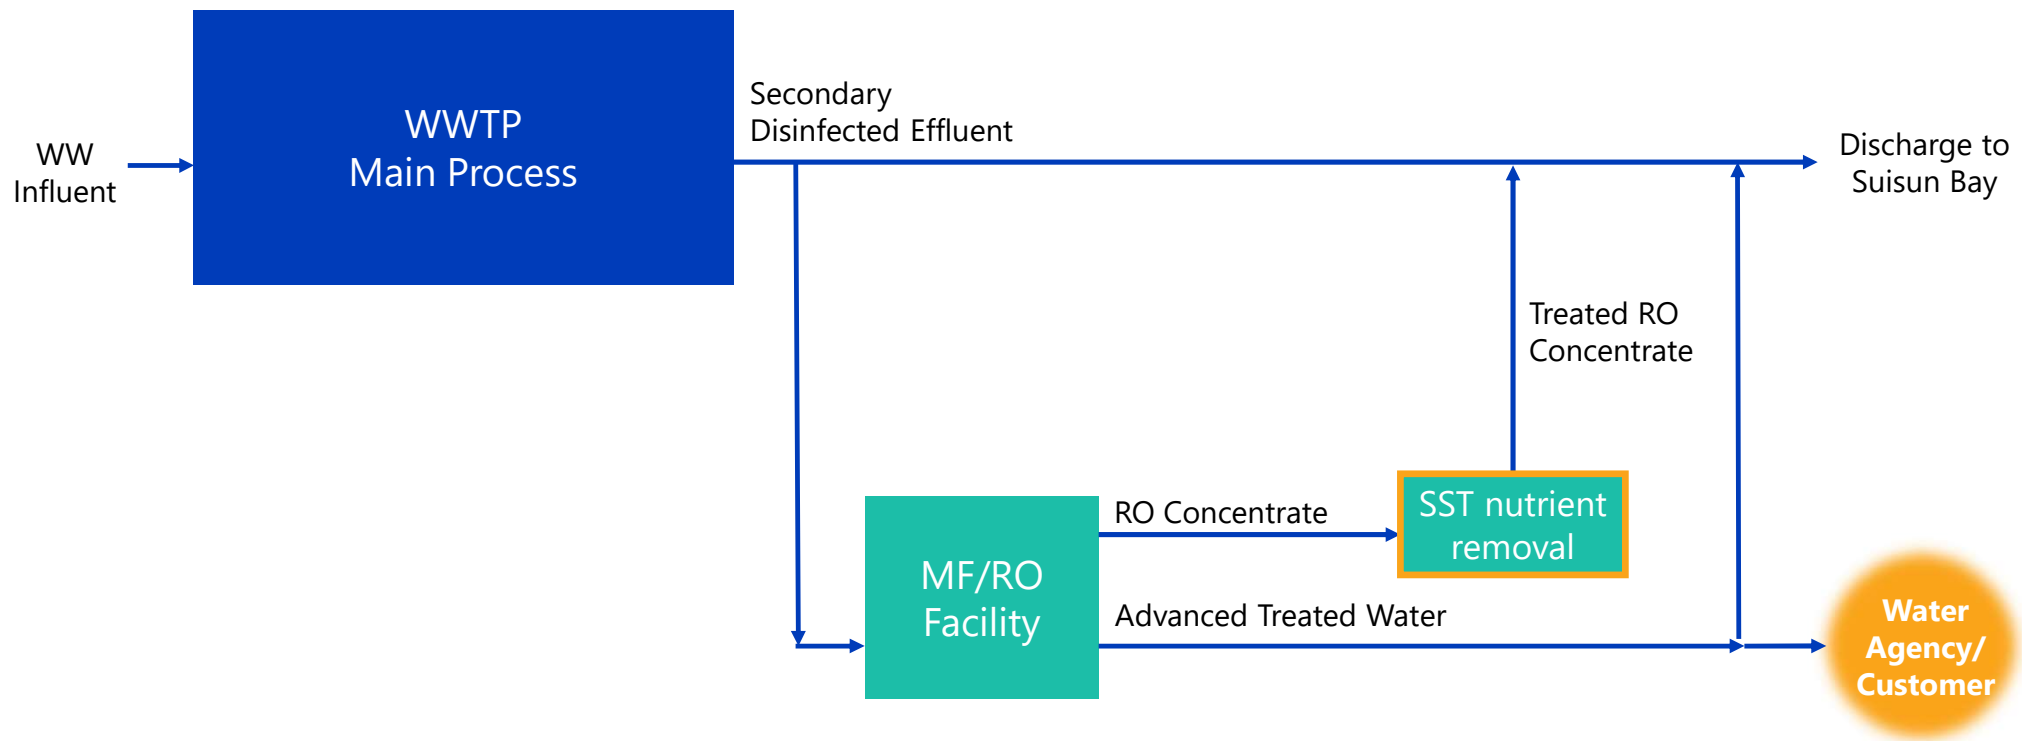 WW
Influent
WWTP
Main Process
Secondary
Disinfected Effluent
Discharge to
Suisun Bay
Treated RO
Concentrate
RO Concentrate
SST nutrient
removal
MF/RO
Facility
Advanced Treated Water
Water
Agency/
Customer